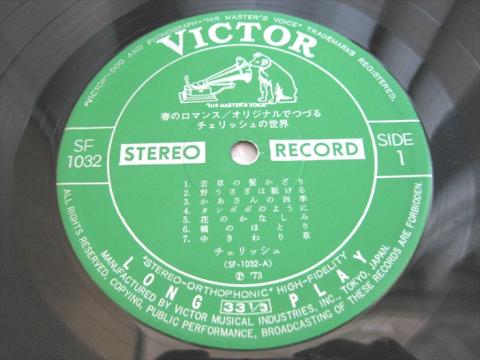 "VICTOR"-DOG AND PHONOGRAPH-"HIS MASTER'S VOICE" TRADEMARKS REGISTERED.
VICTOR
"HIS MASTER'S VOICE"
春のロマンス/オリジナルでつづる
チェリッシュの世界
SF
1032
SIDE
1
STEREO RECORD
1. 若草の髪かざり
2. 野うさぎは駈ける
3. かあさんの四季
4. タンポポのように
5. 花のかなしみ
6. 橋のほとり
7. ゆきわり草
チェリッシュ
(SF-1032-A)
Ⓟ '73
"STEREO-ORTHOPHONIC" HIGH-FIDELITY
LONG 33 1/3 PLAY
MANUFACTURED BY VICTOR MUSICAL INDUSTRIES, INC., TOKYO, JAPAN
ALL RIGHTS RESERVED, COPYING, PUBLIC PERFORMANCE, BROADCASTING OF THESE RECORDS ARE FORBIDDEN.